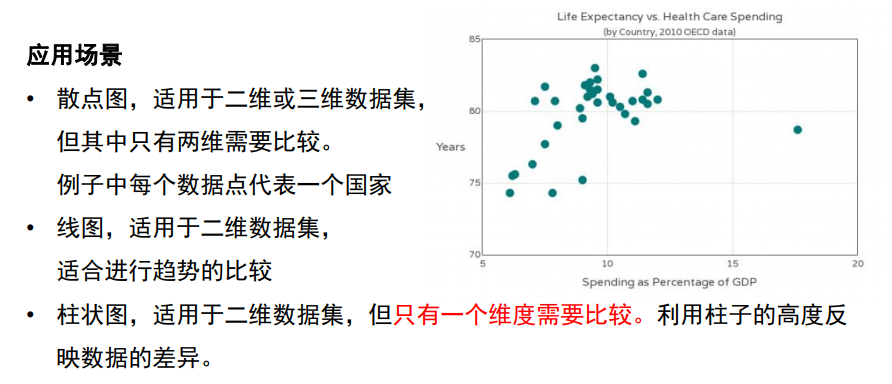 应用场景
• 散点图，适用于二维或三维数据集，
但其中只有两维需要比较。
例子中每个数据点代表一个国家
• 线图，适用于二维数据集，
适合进行趋势的比较
• 柱状图，适用于二维数据集，但只有一个维度需要比较。利用柱子的高度反
映数据的差异。
Life Expectancy vs. Health Care Spending
(by Country, 2010 OECD data)
85
80
Years
75
70
5 10 15 20
Spending as Percentage of GDP